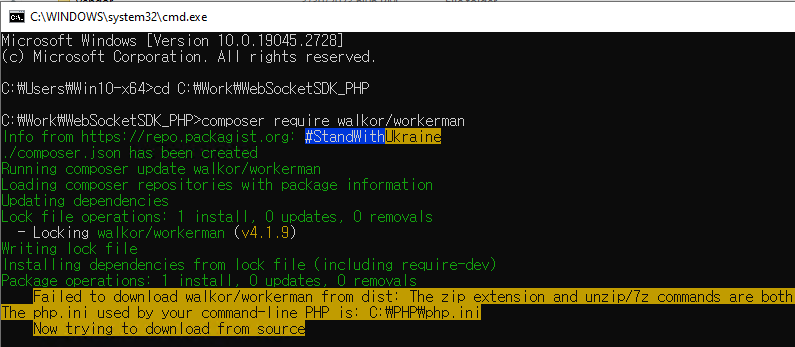 C:\WINDOWS\system32\cmd.exe
Microsoft Windows [Version 10.0.19045.2728]
(c) Microsoft Corporation. All rights reserved.
C:₩Users₩Win10-x64>cd C:₩Work₩WebSocketSDK_PHP
C:₩Work₩WebSocketSDK_PHP>composer require walkor/workerman
Info from https://repo.packagist.org: #StandWithUkraine
./composer.json has been created
Running composer update walkor/workerman
Loading composer repositories with package information
Updating dependencies
Lock file operations: 1 install, 0 updates, 0 removals
- Locking walkor/workerman (v4.1.9)
Writing lock file
Installing dependencies from lock file (including require-dev)
Package operations: 1 install, 0 updates, 0 removals
Failed to download walkor/workerman from dist: The zip extension and unzip/7z commands are both
The php.ini used by your command-line PHP is: C:₩PHP₩php.ini
Now trying to download from source